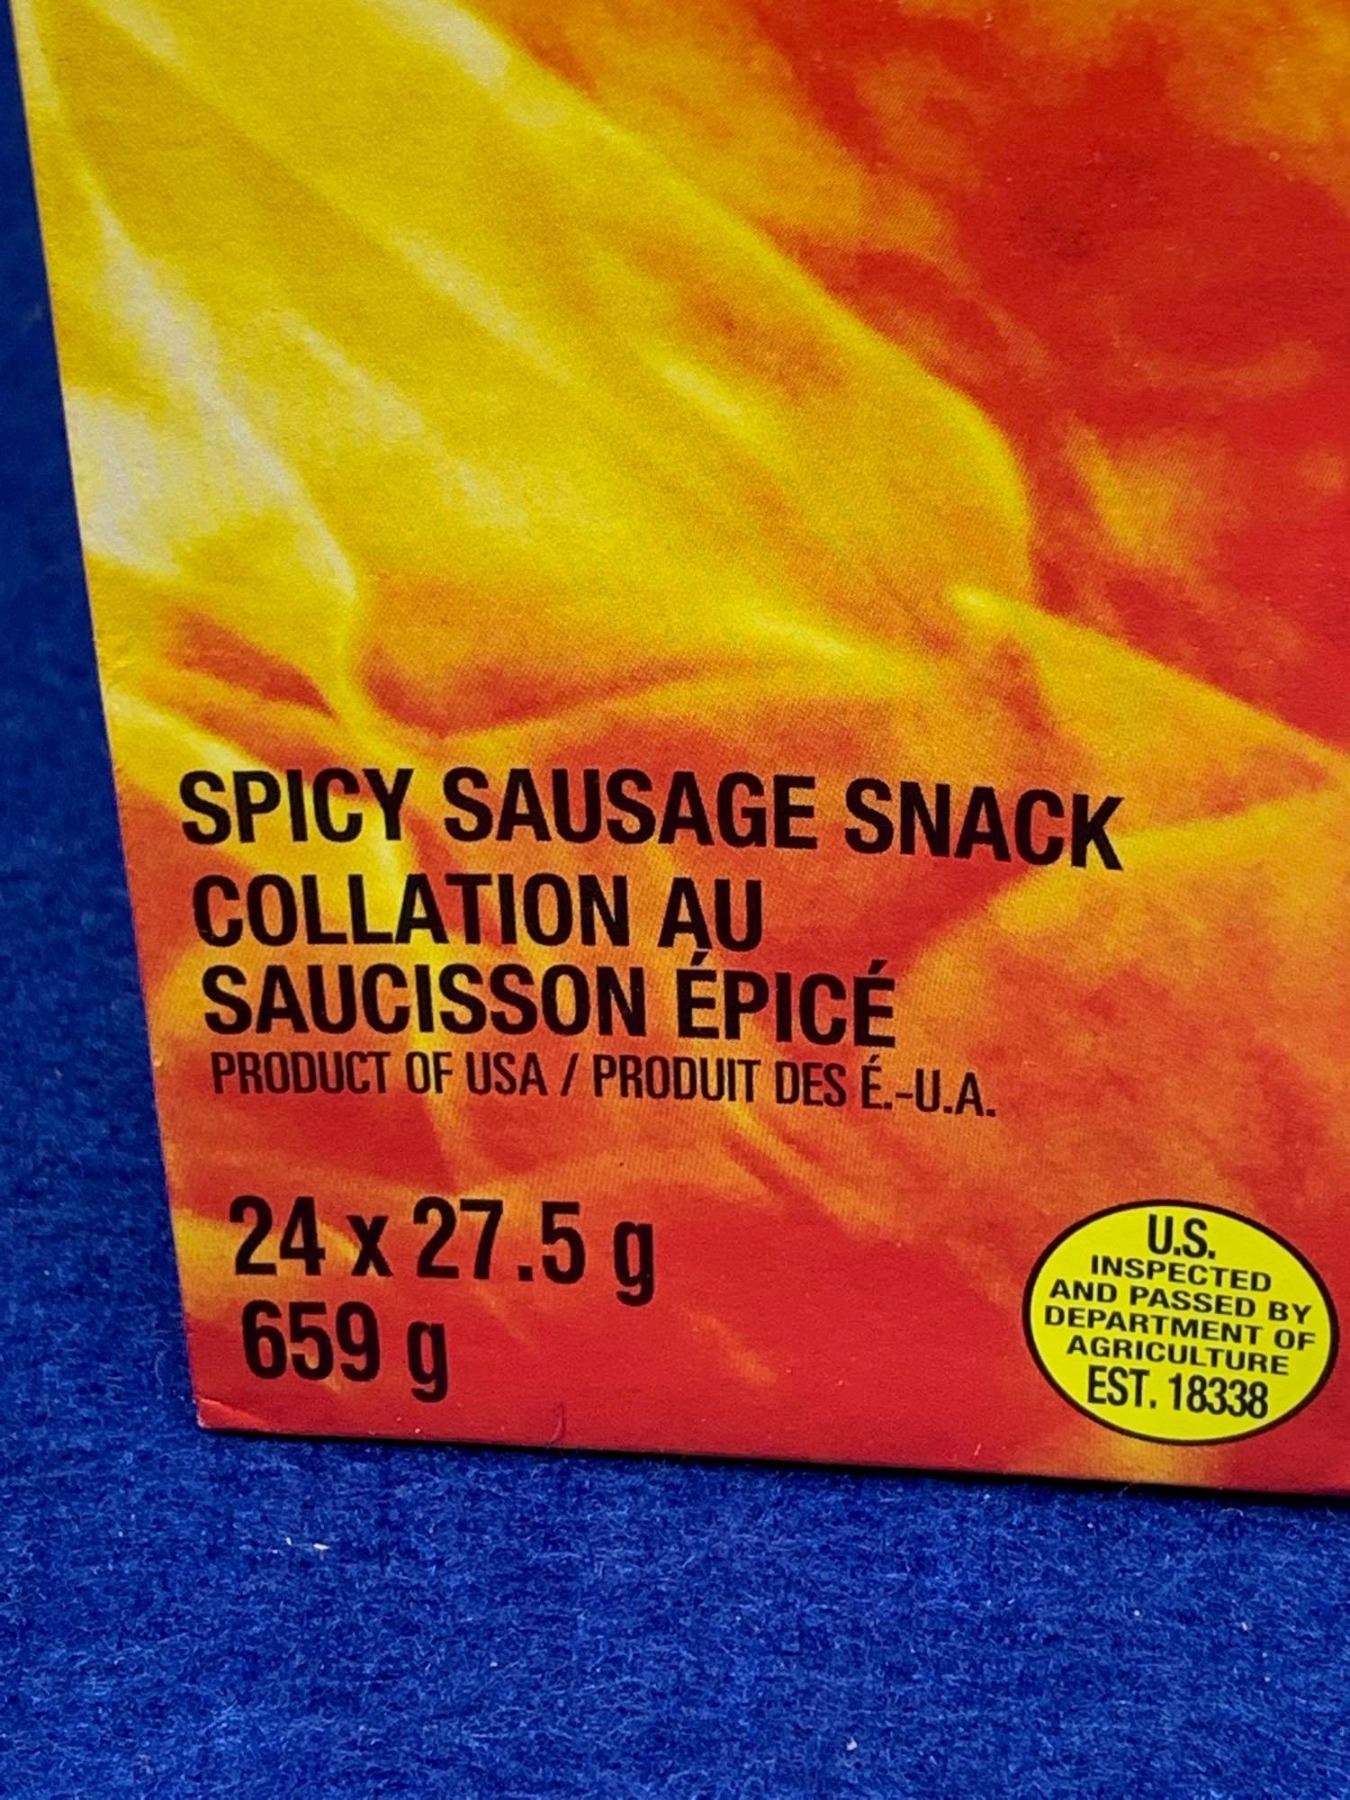 SPICY SAUSAGE SNACK
COLLATION AU
SAUCISSON ÉPICÉ
PRODUCT OF USA / PRODUIT DES É.-U.A.
24 x 27.5 g
659 g
U.S.
INSPECTED
AND PASSED BY
DEPARTMENT OF
AGRICULTURE
EST. 18338